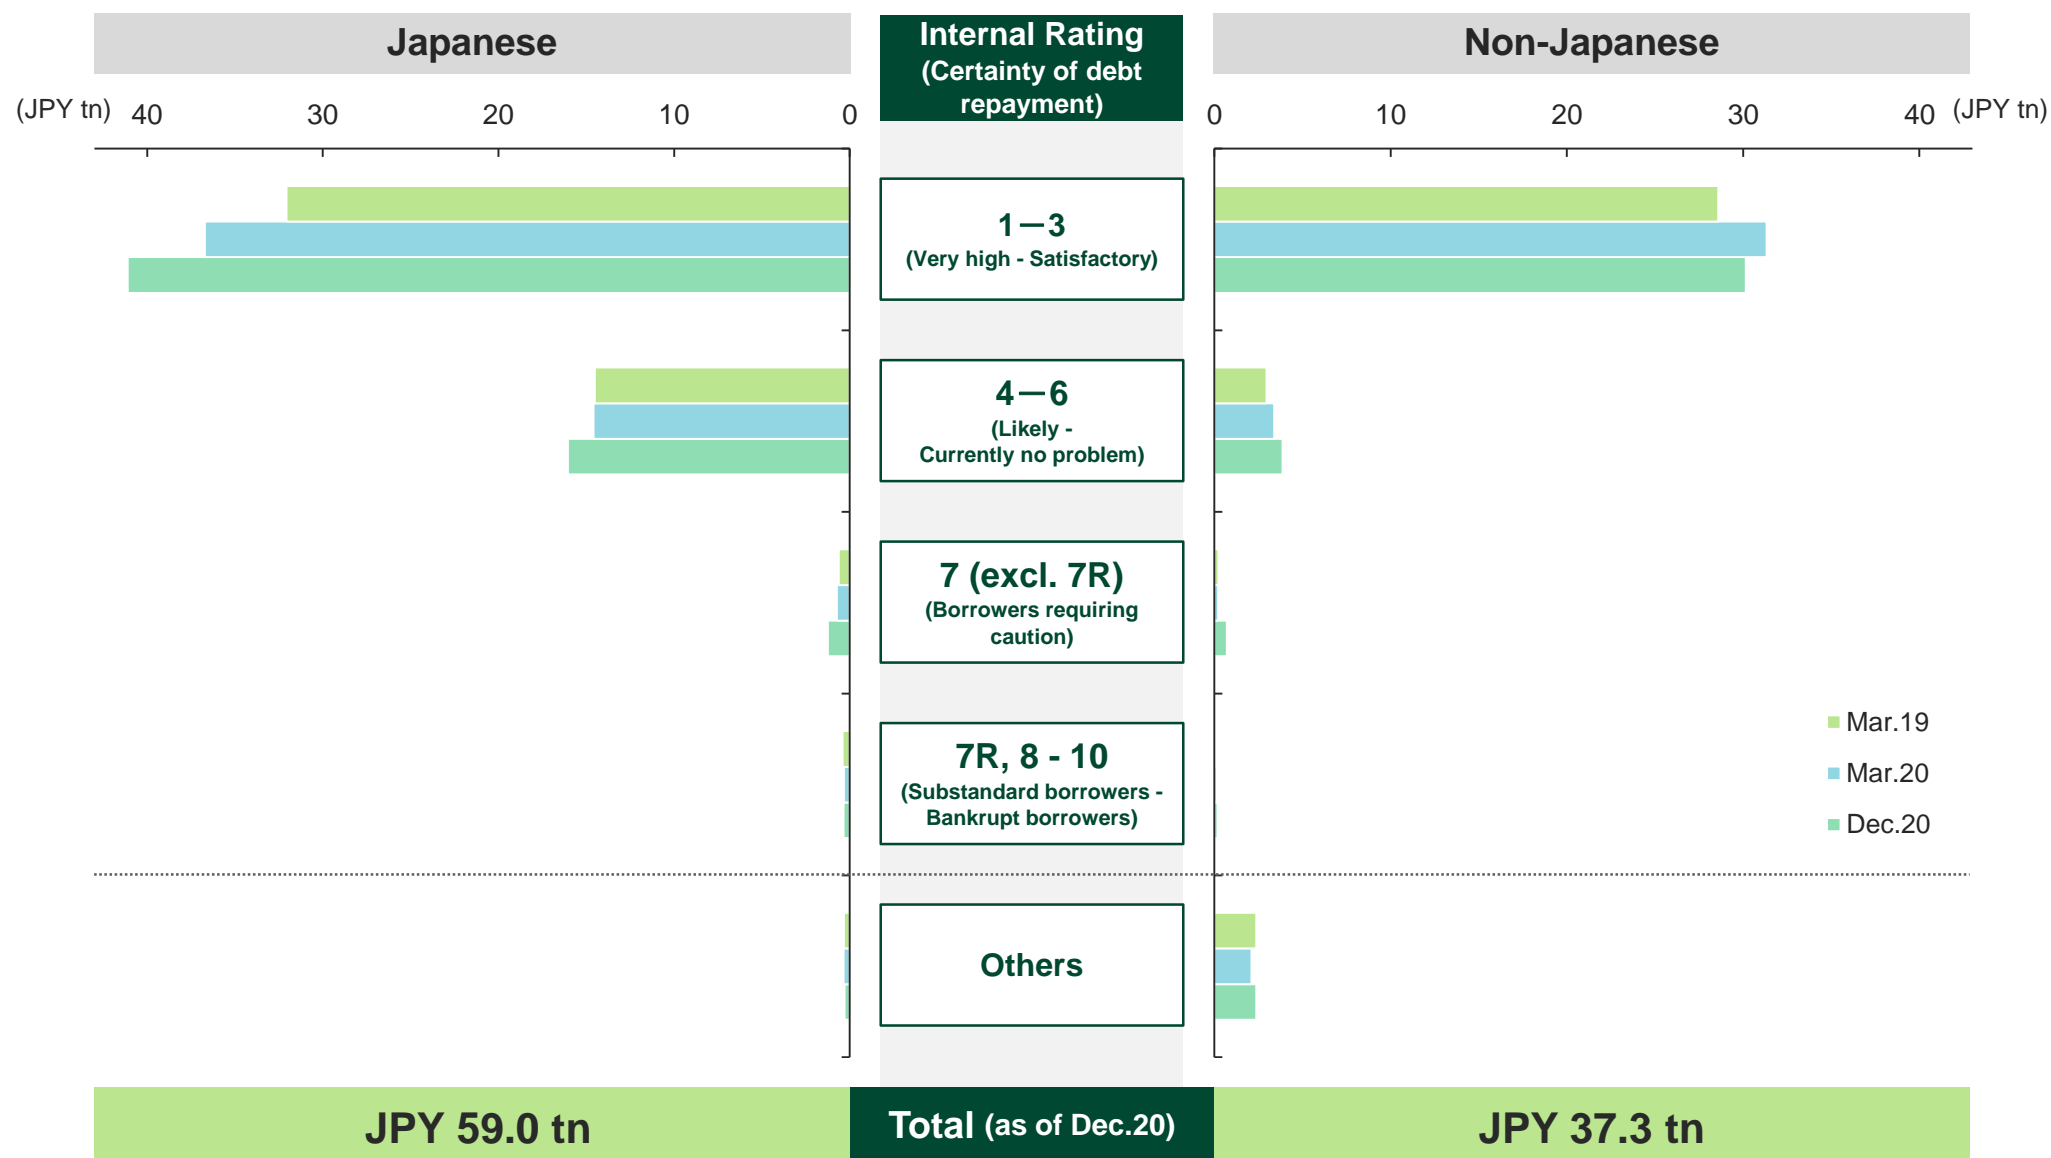 Japanese
Internal Rating
(Certainty of debt
repayment)
Non-Japanese
(JPY tn) 40 30 20 10 0
0 10 20 30 40 (JPY tn)
1－3
(Very high - Satisfactory)
4－6
(Likely -
Currently no problem)
7 (excl. 7R)
(Borrowers requiring
caution)
7R, 8 - 10
(Substandard borrowers -
Bankrupt borrowers)
Mar.19
Mar.20
Dec.20
Others
JPY 59.0 tn
Total (as of Dec.20)
JPY 37.3 tn